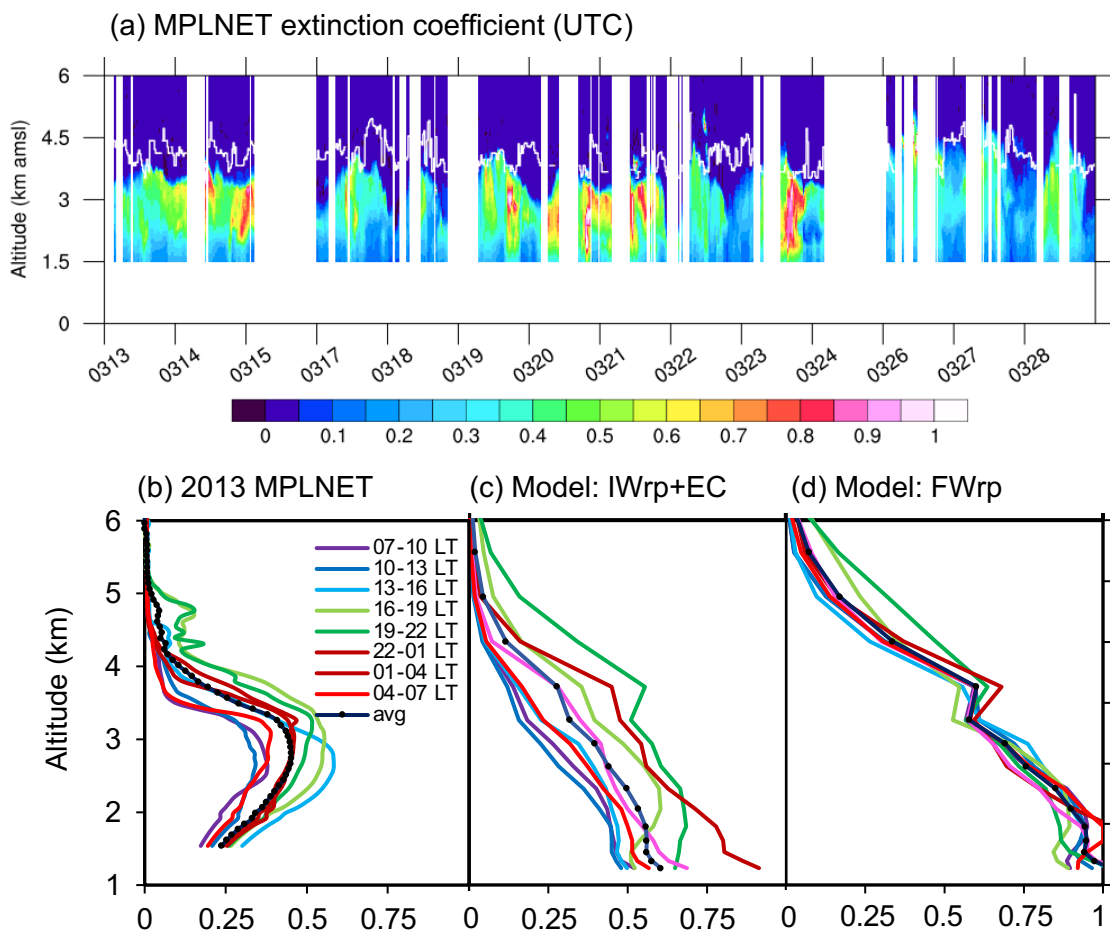 (a) MPLNET extinction coefficient (UTC)
Altitude (km amsl)
6
4.5
3
1.5
0
0313 0314 0315 0317 0318 0319 0320 0321 0322 0323 0324 0326 0327 0328
0 0.1 0.2 0.3 0.4 0.5 0.6 0.7 0.8 0.9 1
(b) 2013 MPLNET (c) Model: IWrp+EC (d) Model: FWrp
Altitude (km)
6
5
4
3
2
1
07-10 LT
10-13 LT
13-16 LT
16-19 LT
19-22 LT
22-01 LT
01-04 LT
04-07 LT
avg
0 0.25 0.5 0.75 0 0.25 0.5 0.75 0 0.25 0.5 0.75 1